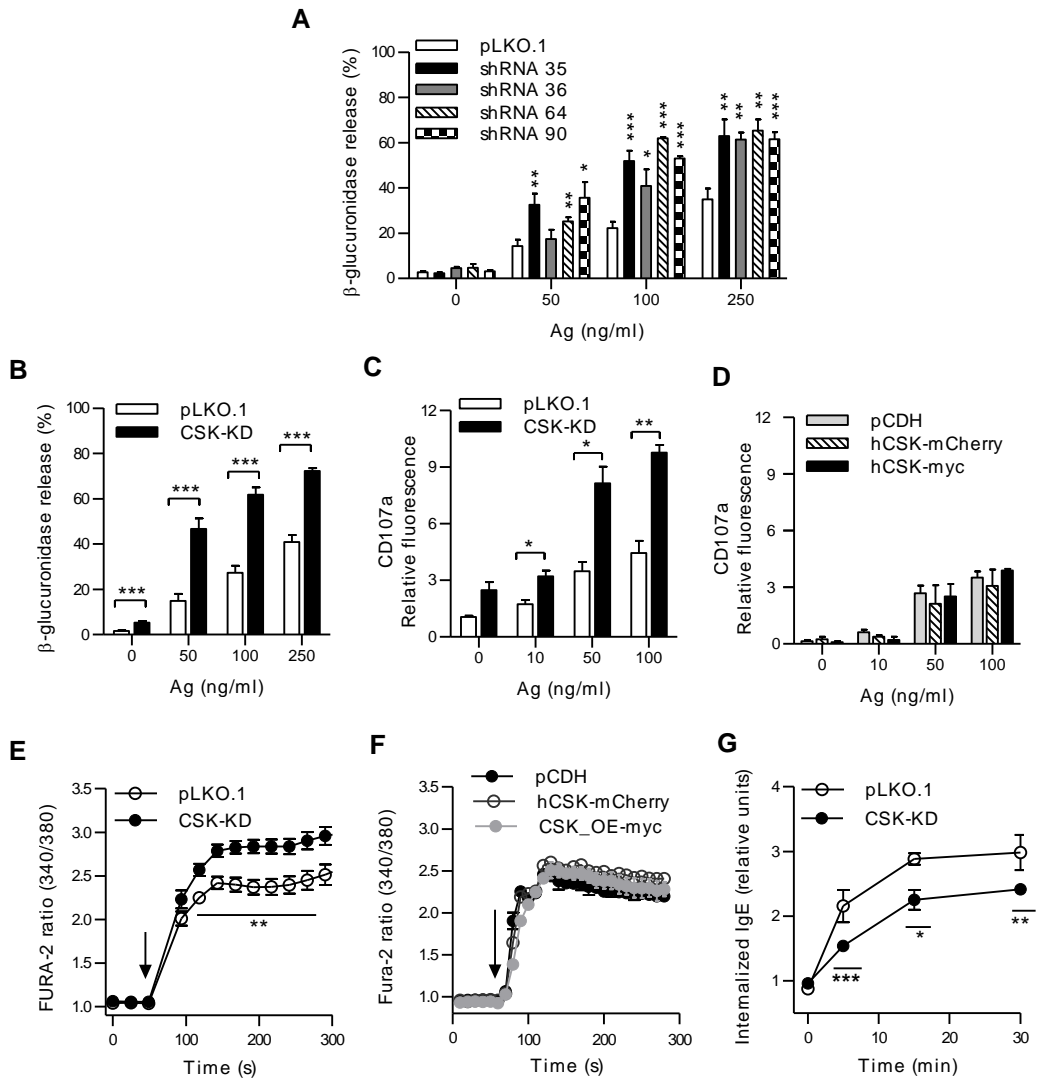 A
β-glucuronidase release (%)
100
80
60
40
20
0
pLKO.1
shRNA 35
shRNA 36
shRNA 64
shRNA 90
** ** *
*** * *** ***
** ** ** ***
0 50 100 250
Ag (ng/ml)
B
β-glucuronidase release (%)
100
80
60
40
20
0
pLKO.1
CSK-KD
*** *** *** ***
0 50 100 250
Ag (ng/ml)
C
CD107a
Relative fluorescence
12
9
6
3
0
pLKO.1
CSK-KD
* * **
0 10 50 100
Ag (ng/ml)
D
CD107a
Relative fluorescence
12
9
6
3
0
pCDH
hCSK-mCherry
hCSK-myc
0 10 50 100
Ag (ng/ml)
E
FURA-2 ratio (340/380)
3.5
3.0
2.5
2.0
1.5
1.0
pLKO.1
CSK-KD
**
0 100 200 300
Time (s)
F
Fura-2 ratio (340/380)
3.5
3.0
2.5
2.0
1.5
1.0
pCDH
hCSK-mCherry
CSK_OE-myc
0 100 200 300
Time (s)
G
Internalized IgE (relative units)
4
3
2
1
pLKO.1
CSK-KD
*** * **
0 10 20 30
Time (min)